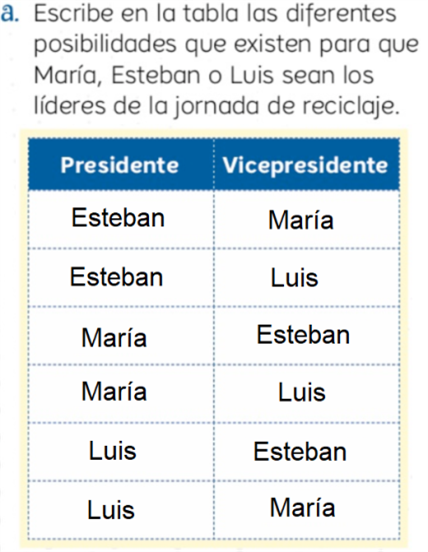 a. Escribe en la tabla las diferentes
posibilidades que existen para que
María, Esteban o Luis sean los
líderes de la jornada de reciclaje.
Presidente Vicepresidente
Esteban María
Esteban Luis
María Esteban
María Luis
Luis Esteban
Luis María